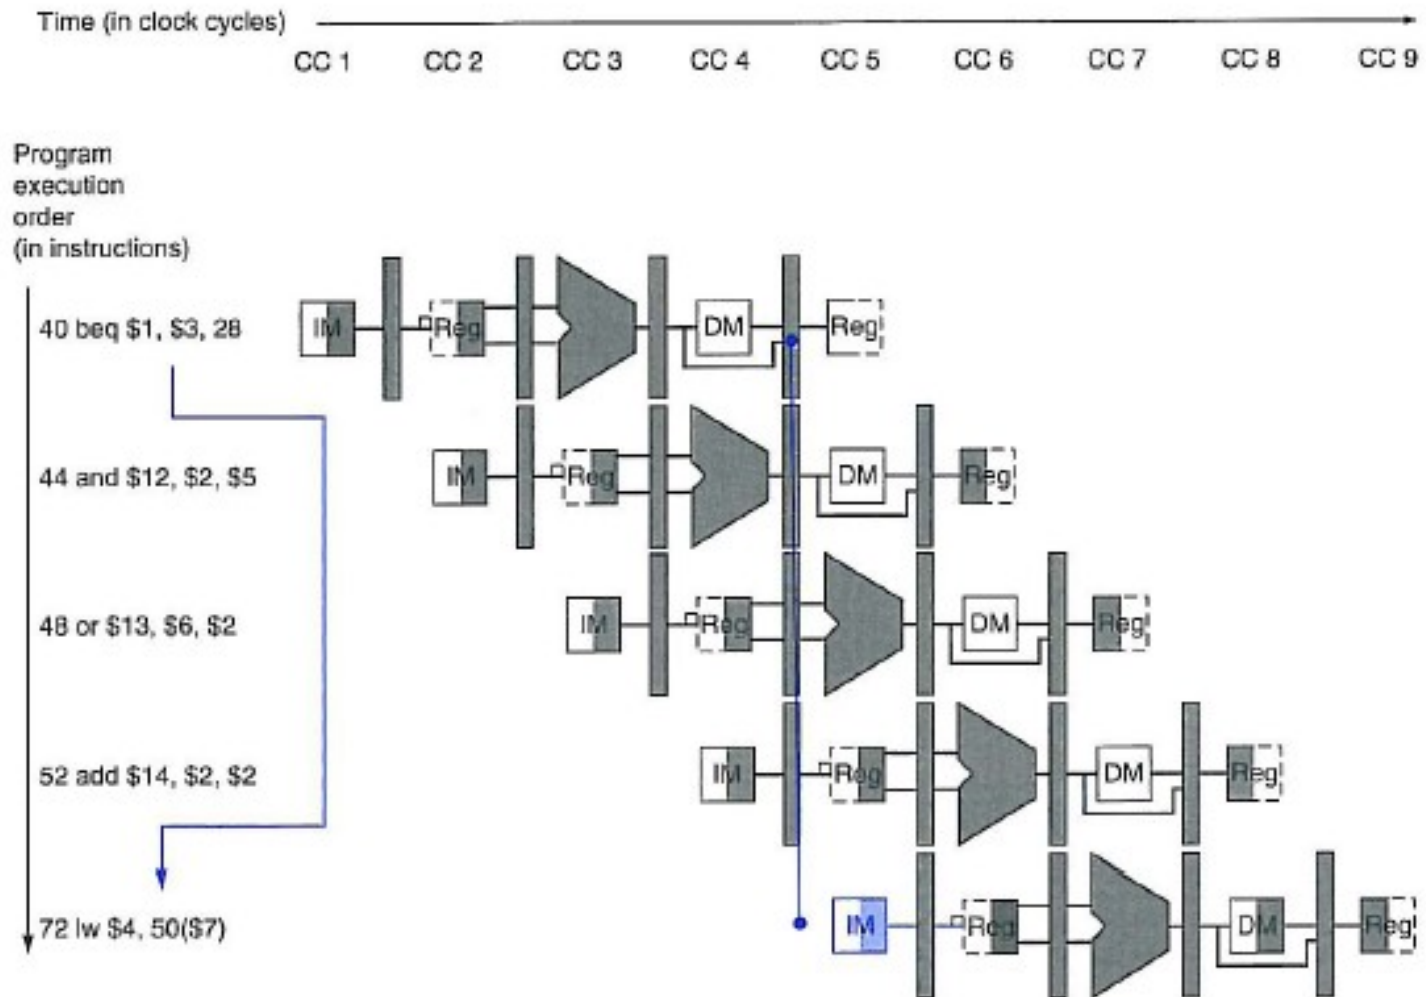 Time (in clock cycles)
CC 1 CC 2 CC 3 CC 4 CC 5 CC 6 CC 7 CC 8 CC 9
Program
execution
order
(in instructions)
40 beq $1, $3, 28
IM Reg DM Reg
44 and $12, $2, $5
IM Reg DM Reg
48 or $13, $6, $2
IM Reg DM Reg
52 add $14, $2, $2
IM Reg DM Reg
72 lw $4, 50($7)
IM Reg DM Reg